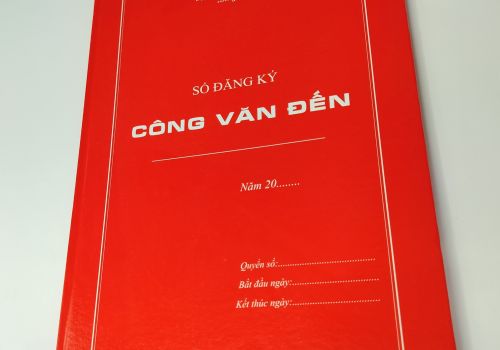 SỔ ĐĂNG KÝ
CÔNG VĂN ĐẾN
Năm 20........
Quyển số:......................................
Bắt đầu ngày:..................................
Kết thúc ngày:..................................